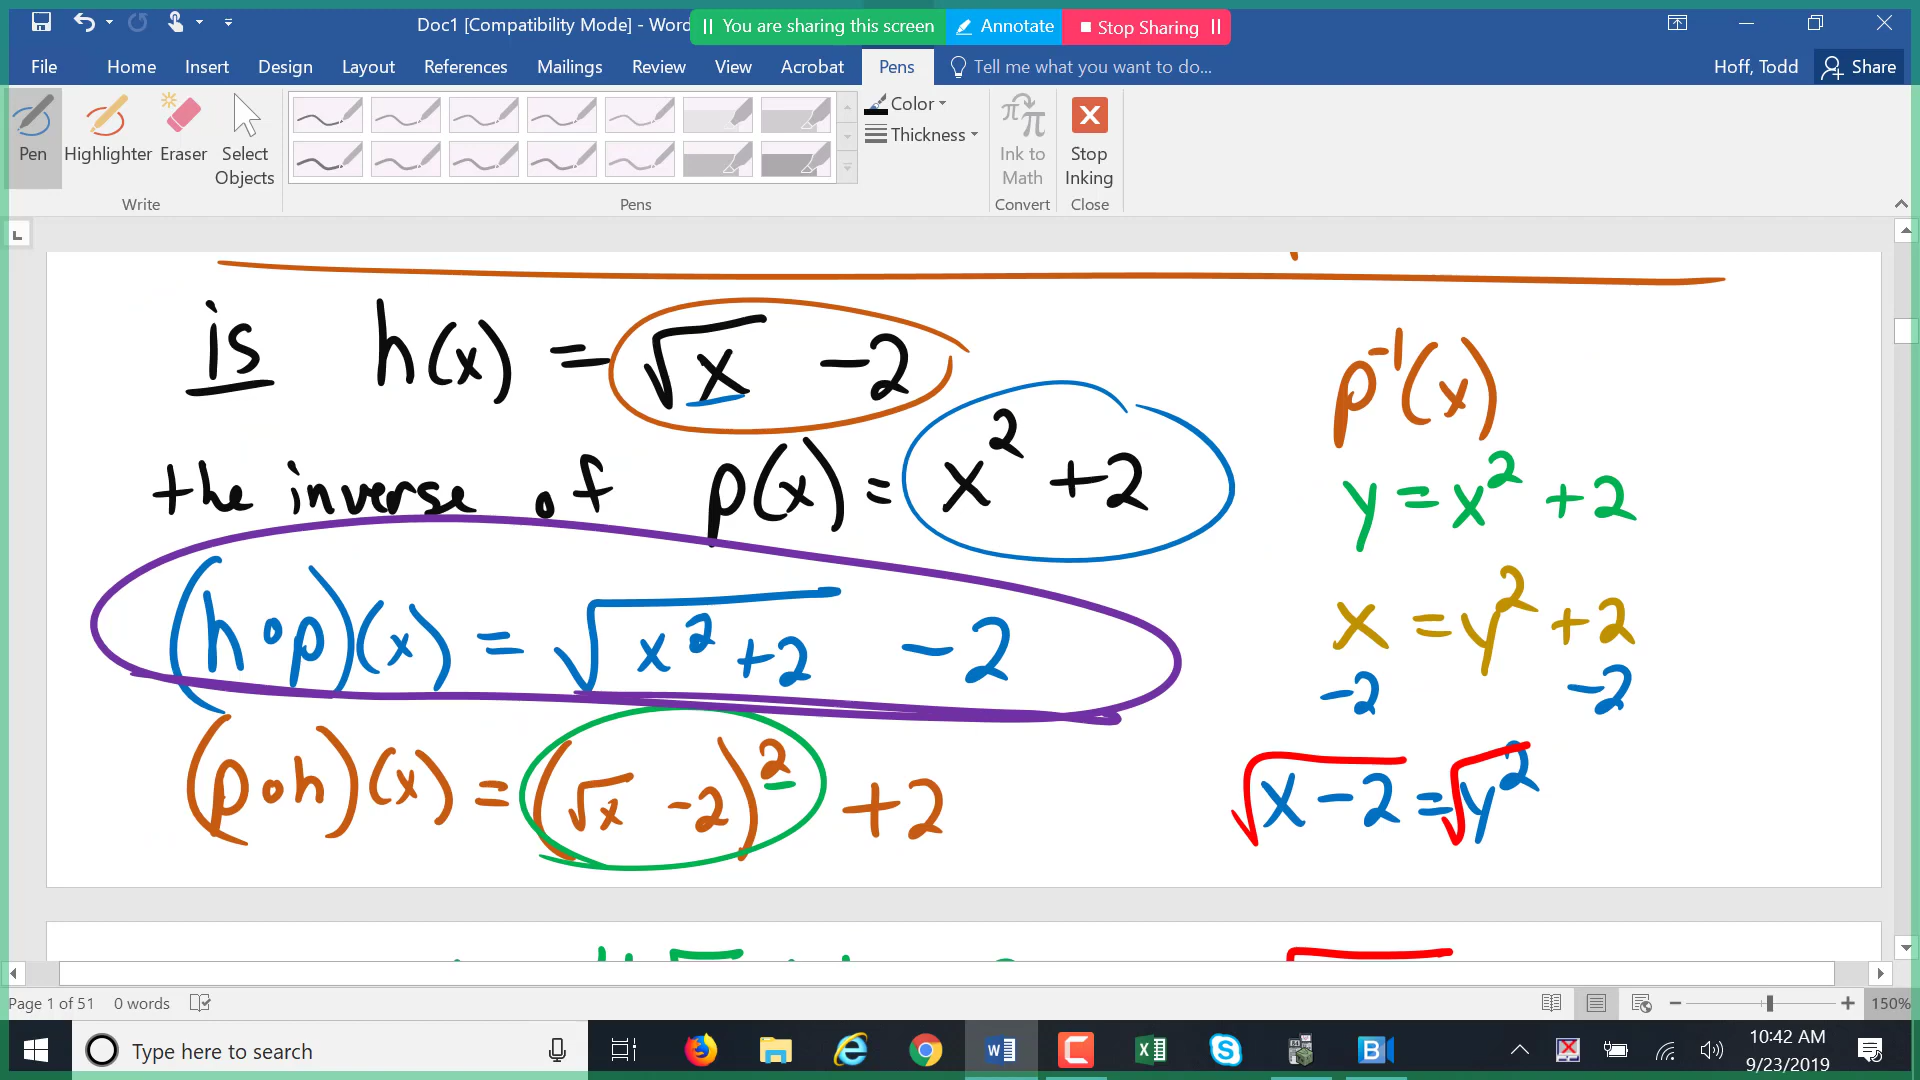 Doc1 [Compatibility Mode] - Word
You are sharing this screen
Annotate
Stop Sharing
File Home Insert Design Layout References Mailings Review View Acrobat Pens Tell me what you want to do...
Hoff, Todd Share
Pen Highlighter Eraser Select Objects
Write
Pens
Color
Thickness
Ink to Math
Convert
Stop Inking
Close
is h(x) = √x - 2
the inverse of p(x) = x² + 2
(h∘p)(x) = √(x² + 2) - 2
(p∘h)(x) = (√x - 2)² + 2
p⁻¹(x)
y = x² + 2
x = y² + 2
-2 -2
√(x - 2) = √y²
Page 1 of 51 0 words
150%
Type here to search
10:42 AM
9/23/2019